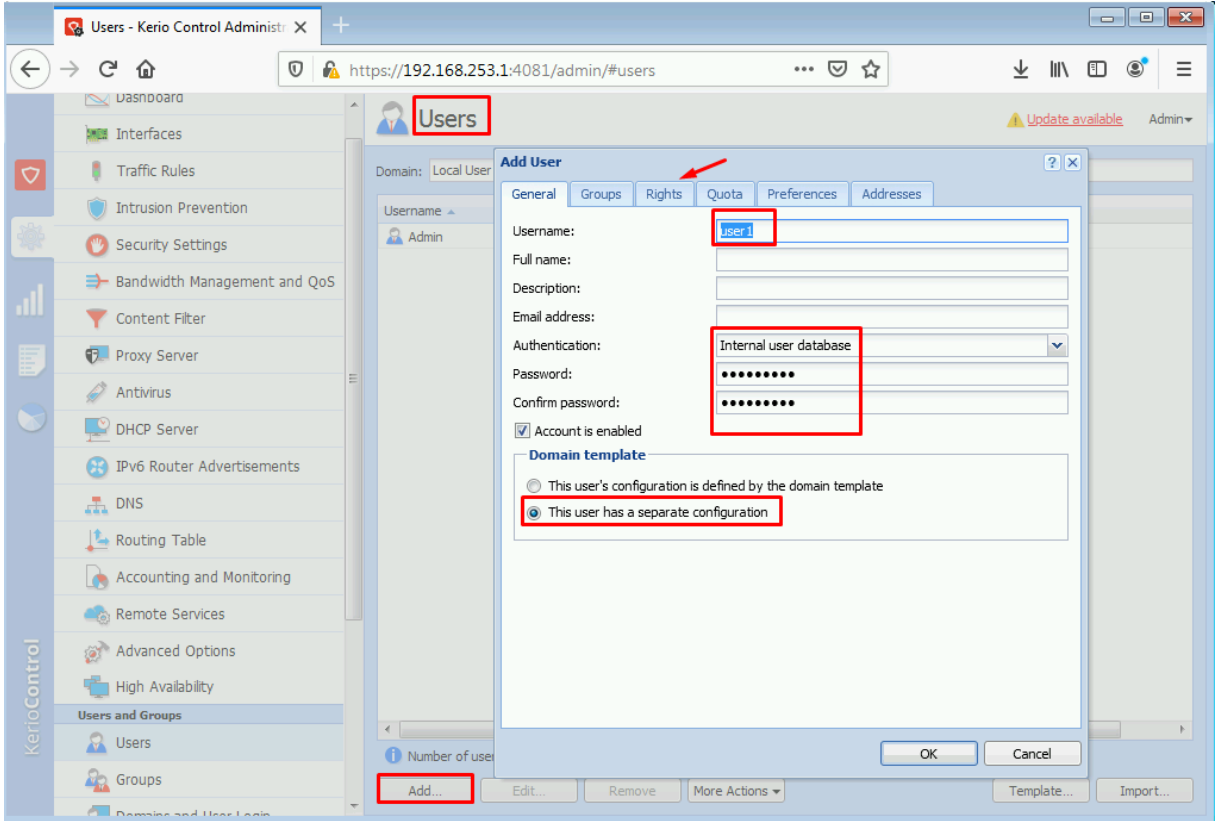 Users - Kerio Control Administr
https://192.168.253.1:4081/admin/#users
Dashboard
Interfaces
Traffic Rules
Intrusion Prevention
Security Settings
Bandwidth Management and QoS
Content Filter
Proxy Server
Antivirus
DHCP Server
IPv6 Router Advertisements
DNS
Routing Table
Accounting and Monitoring
Remote Services
Advanced Options
High Availability
Users and Groups
Users
Groups
Domains and User Login
KerioControl
Users
Update available
Admin
Domain: Local User
Username
Admin
Number of user
Add...
Edit...
Remove
More Actions
Template...
Import...
Add User
General
Groups
Rights
Quota
Preferences
Addresses
Username: user1
Full name:
Description:
Email address:
Authentication: Internal user database
Password: •••••••••
Confirm password: •••••••••
Account is enabled
Domain template
This user's configuration is defined by the domain template
This user has a separate configuration
OK
Cancel